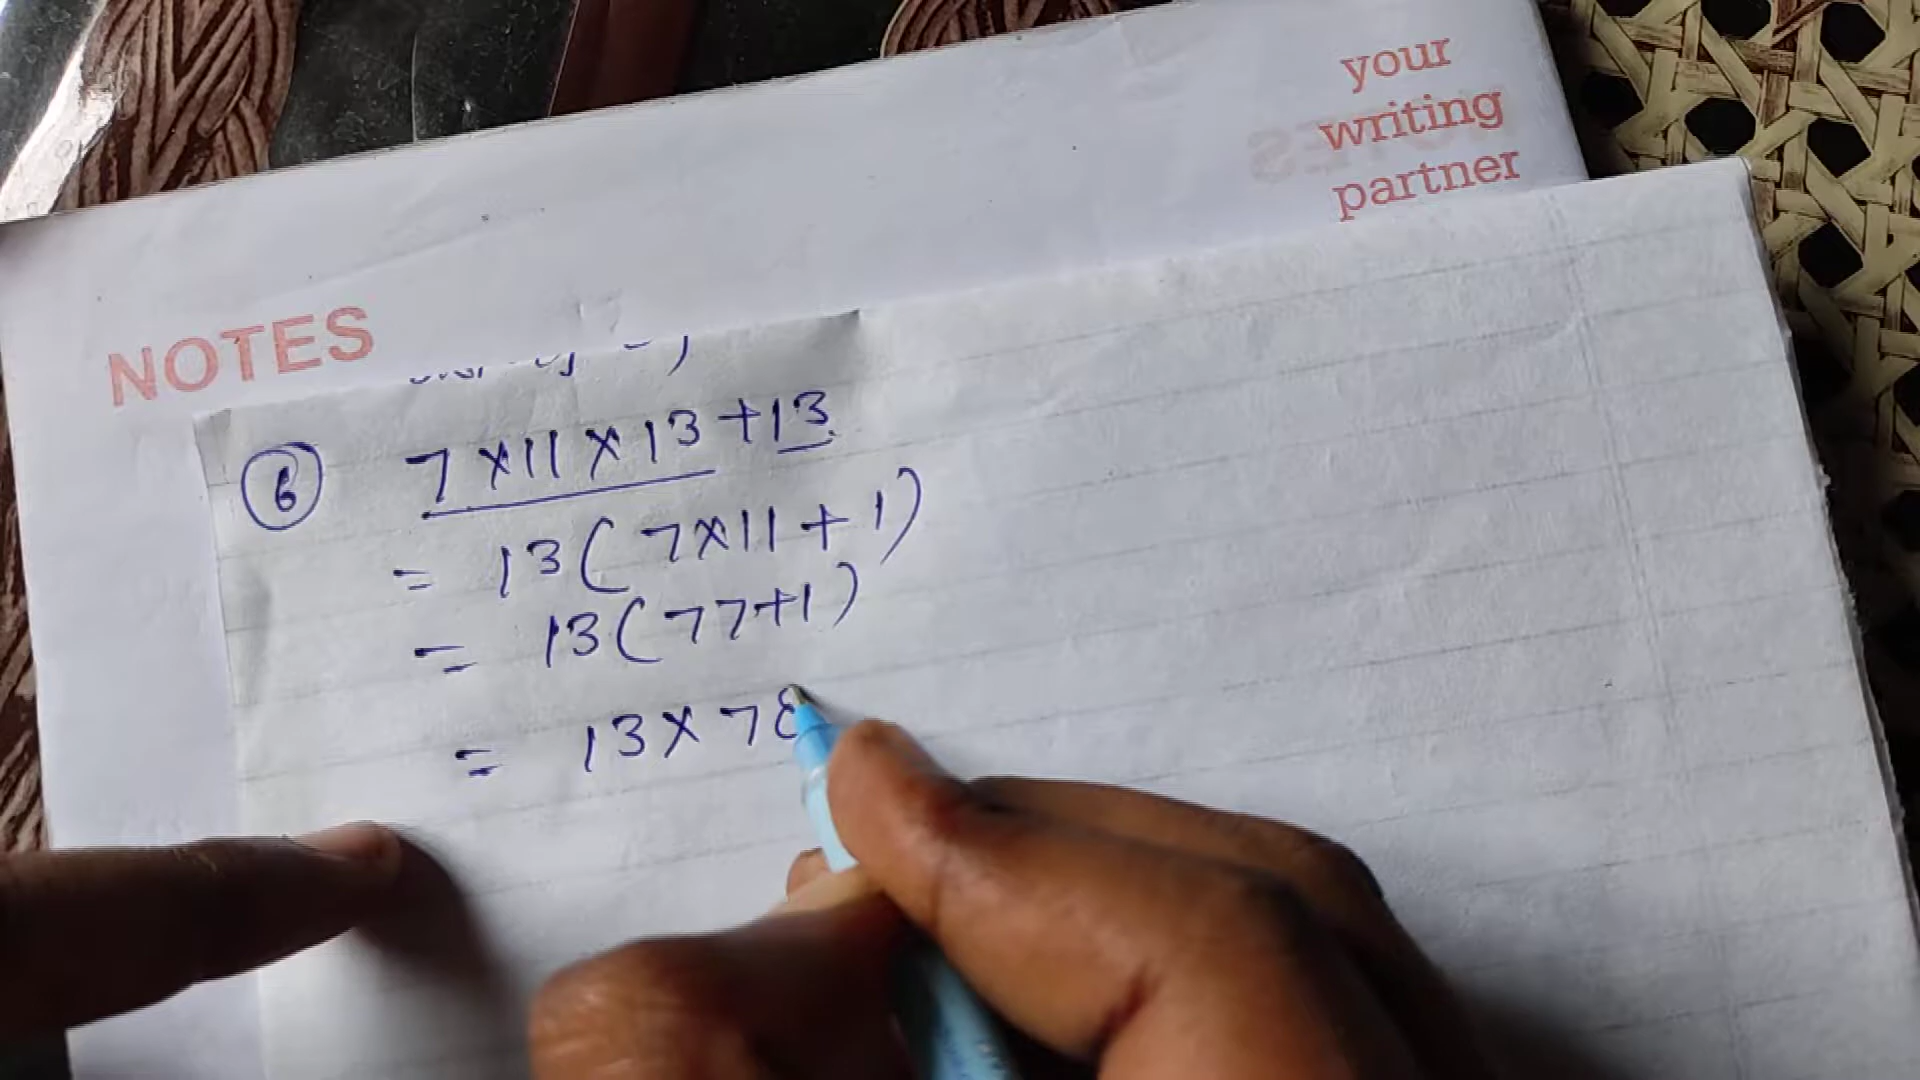 your
writing
partner
NOTES
6 7×11×13+13
= 13(7×11+1)
= 13(77+1)
= 13×78